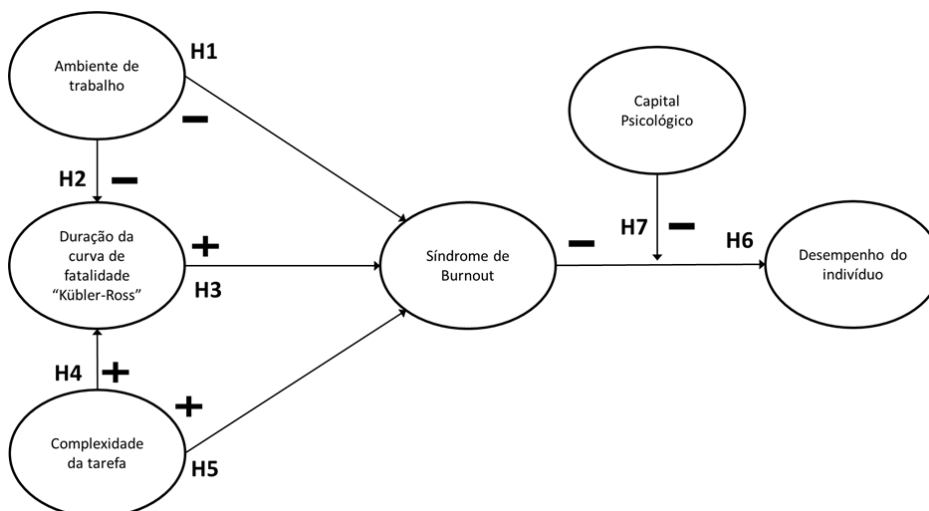 H1
Ambiente de
trabalho
−
Capital
Psicológico
H2
−
Duração da
curva de
fatalidade
“Kübler-Ross”
+
H3
Síndrome de
Burnout
−
H7
−
H6
Desempenho do
indivíduo
H4
+
+
Complexidade
da tarefa
H5